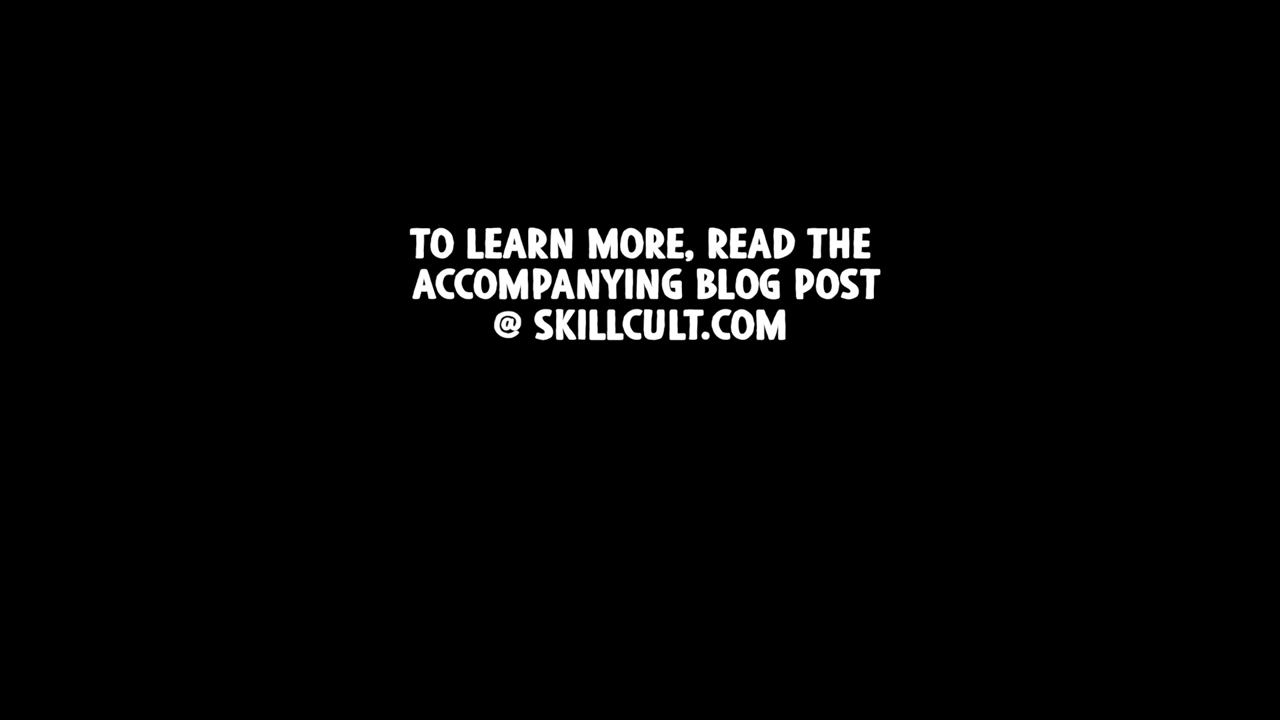 TO LEARN MORE, READ THE
ACCOMPANYING BLOG POST
@ SKILLCULT.COM